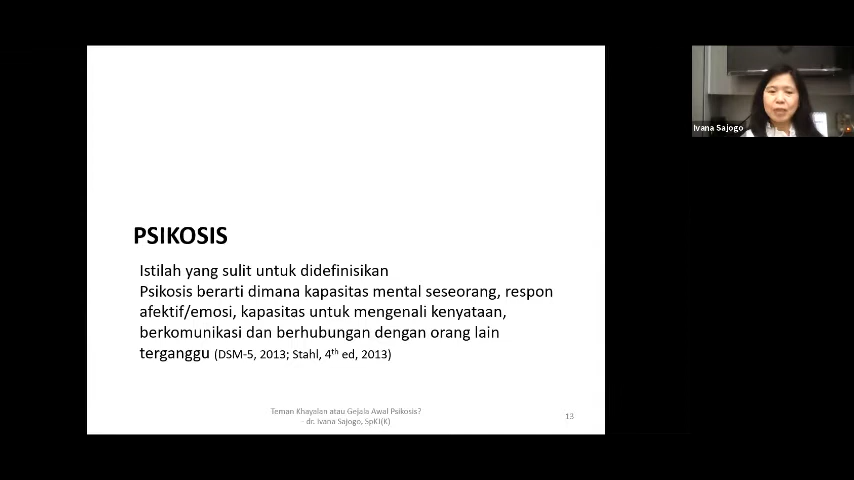 PSIKOSIS
Istilah yang sulit untuk didefinisikan
Psikosis berarti dimana kapasitas mental seseorang, respon
afektif/emosi, kapasitas untuk mengenali kenyataan,
berkomunikasi dan berhubungan dengan orang lain
terganggu (DSM-5, 2013; Stahl, 4th ed, 2013)
Teman Khayalan atau Gejala Awal Psikosis?
- dr. Ivana Sajogo, SpKJ(K)
13
Ivana Sajogo